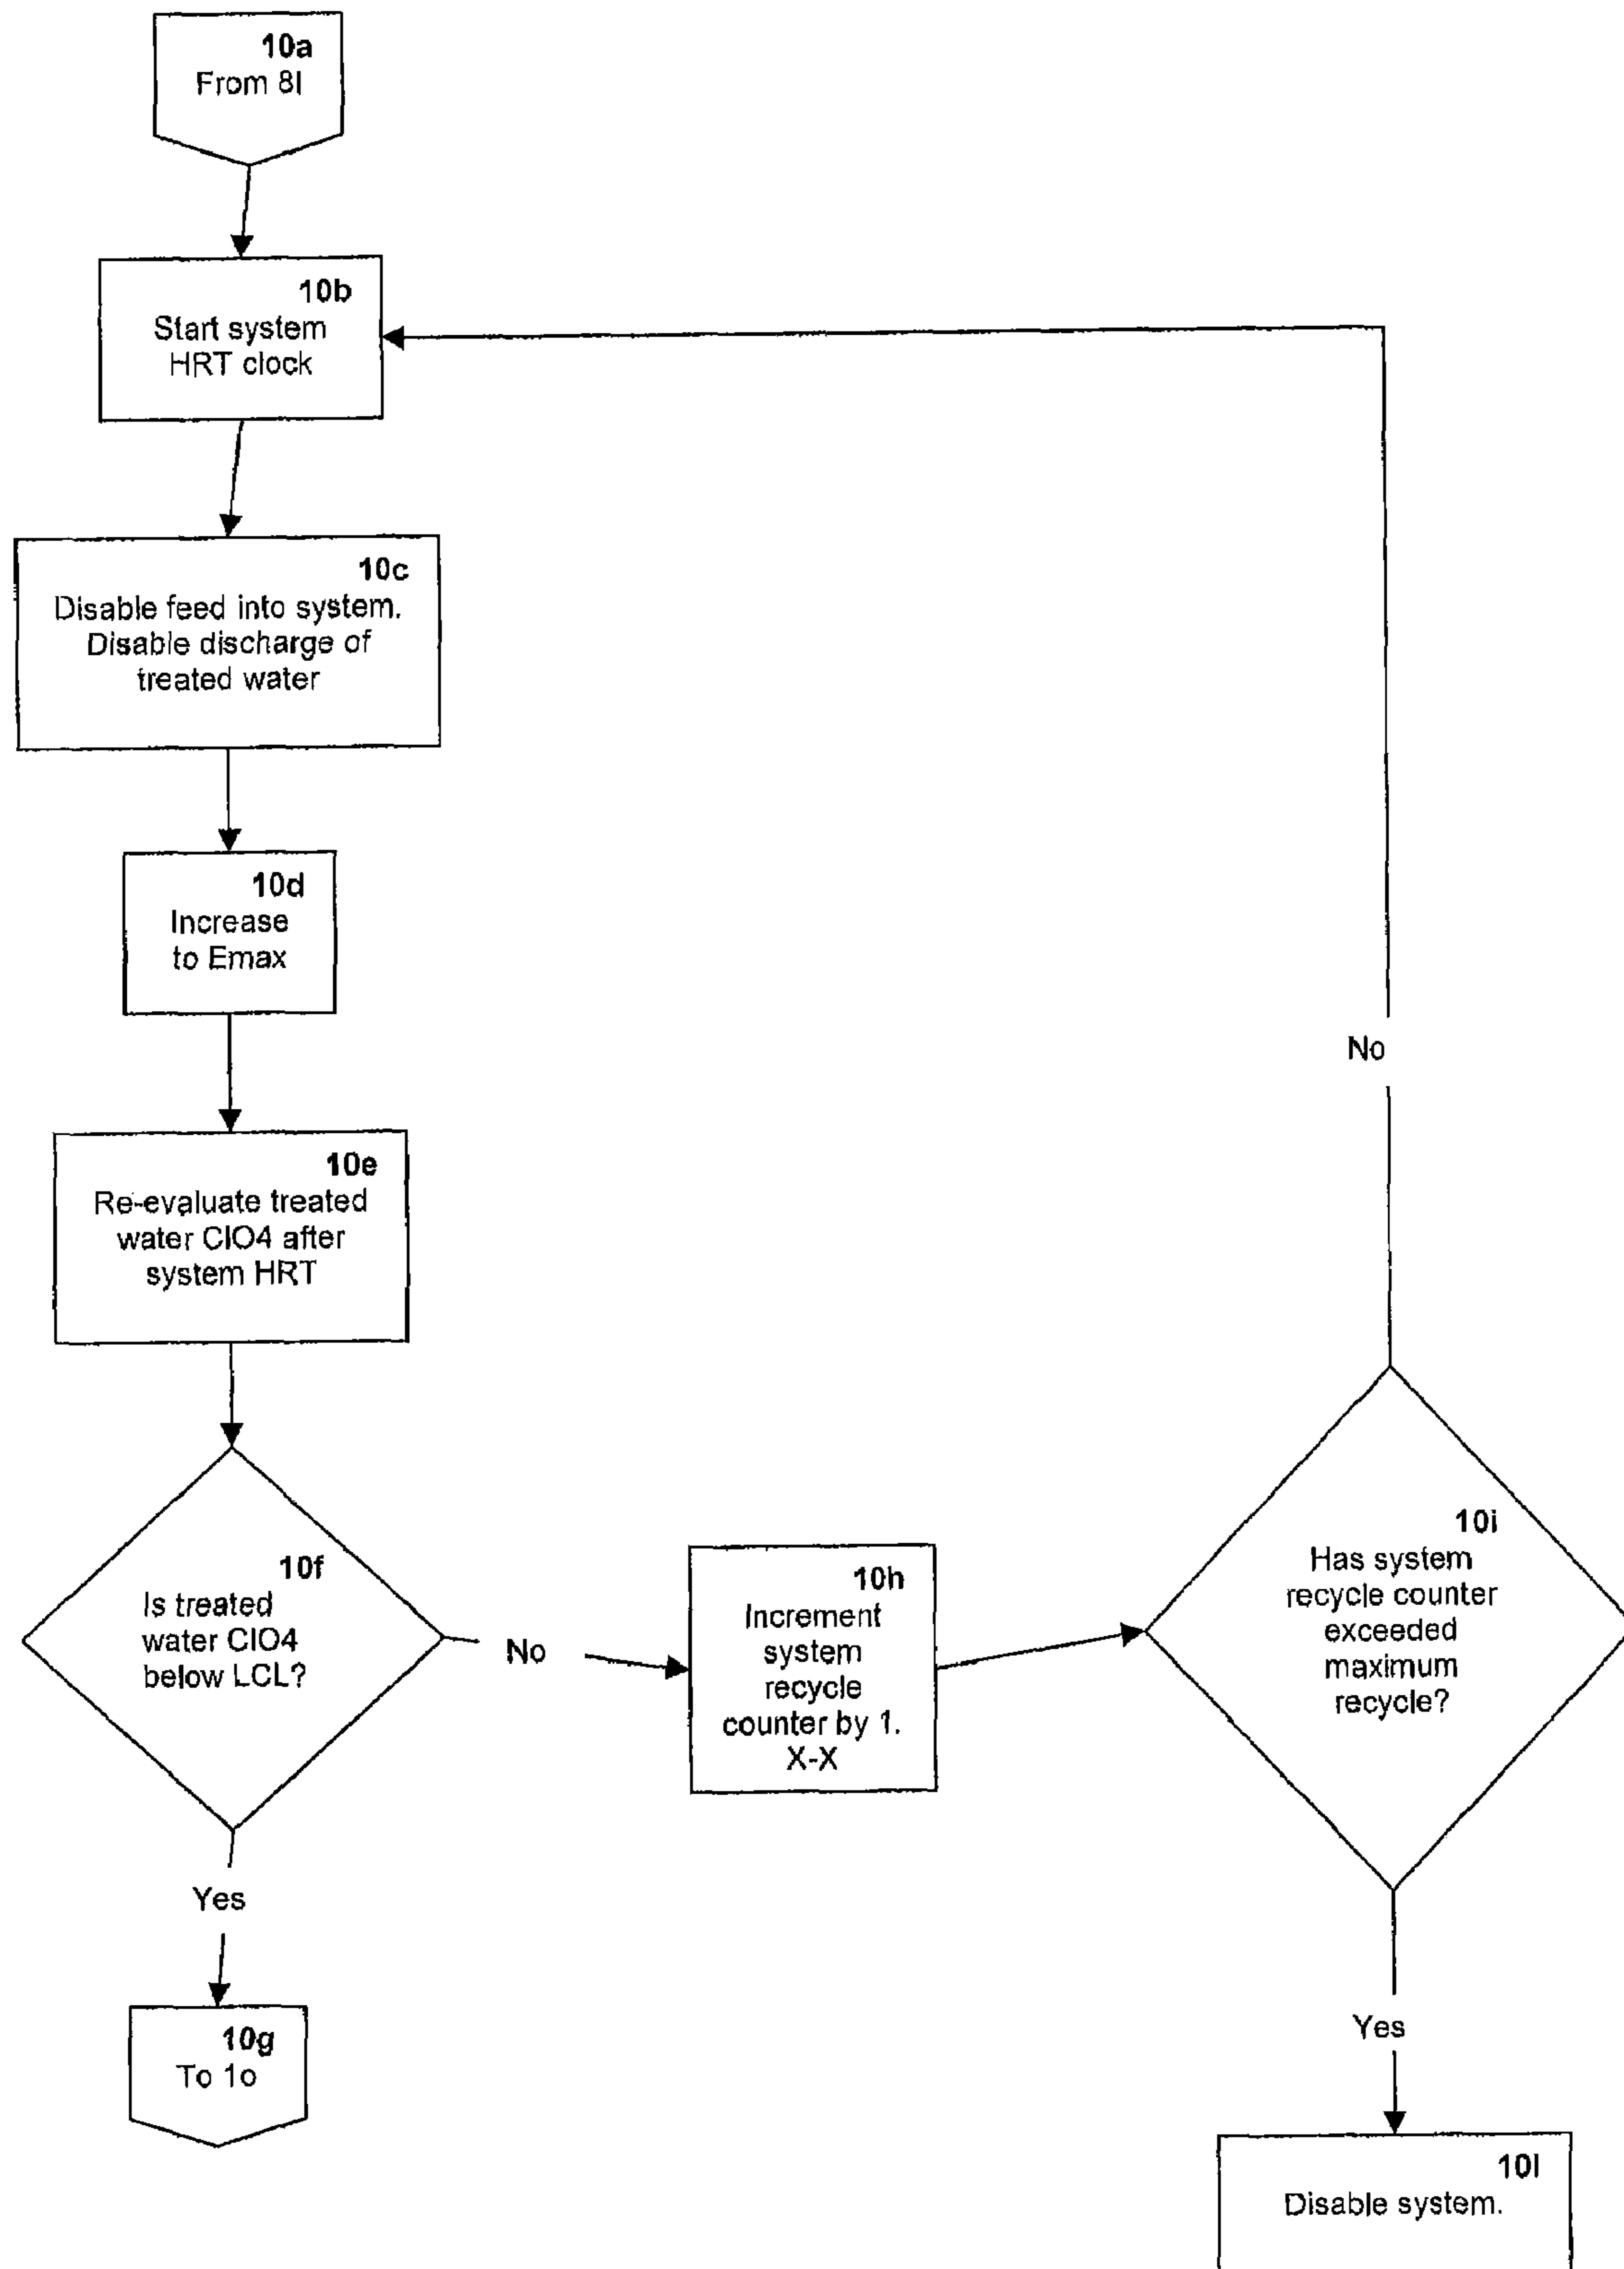 10a
From 8l
10b
Start system
HRT clock
10c
Disable feed into system.
Disable discharge of
treated water
10d
Increase
to Emax
10e
Re-evaluate treated
water ClO4 after
system HRT
10f
Is treated
water ClO4
below LCL?
No
10h
Increment
system
recycle
counter by 1.
X-X
10i
Has system
recycle counter
exceeded
maximum
recycle?
No
Yes
10g
To 1o
Yes
10l
Disable system.